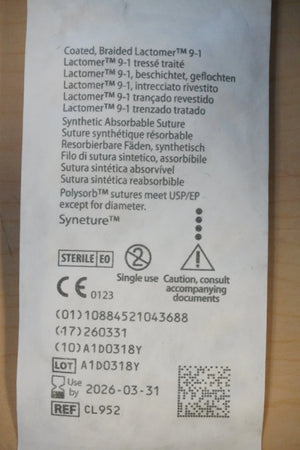 Coated, Braided Lactomer™ 9-1
Lactomer™ 9-1 tressé traité
Lactomer™ 9-1, beschichtet, geflochten
Lactomer™ 9-1, intrecciato rivestito
Lactomer™ 9-1 trançado revestido
Lactomer™ 9-1 trenzado tratado
Synthetic Absorbable Suture
Suture synthétique résorbable
Resorbierbare Fäden, synthetisch
Filo di sutura sintetico, assorbibile
Sutura sintética absorvível
Sutura sintética reabsorbible
Polysorb™ sutures meet USP/EP
except for diameter.
Syneture™
STERILE EO
2
Single use
Caution, consult
accompanying
documents
CE 0123
(01)10884521043688
(17)260331
(10)A1D0318Y
LOT A1D0318Y
Use
by 2026-03-31
REF CL952